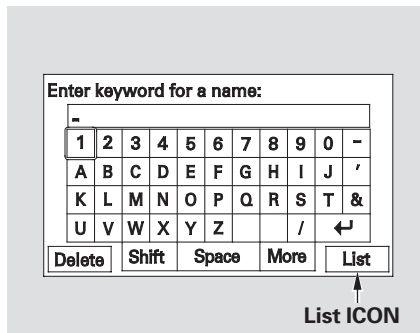 Enter keyword for a name:
-
1 2 3 4 5 6 7 8 9 0 -
A B C D E F G H I J '
K L M N O P Q R S T &
U V W X Y Z / ↵
Delete Shift Space More List
List ICON